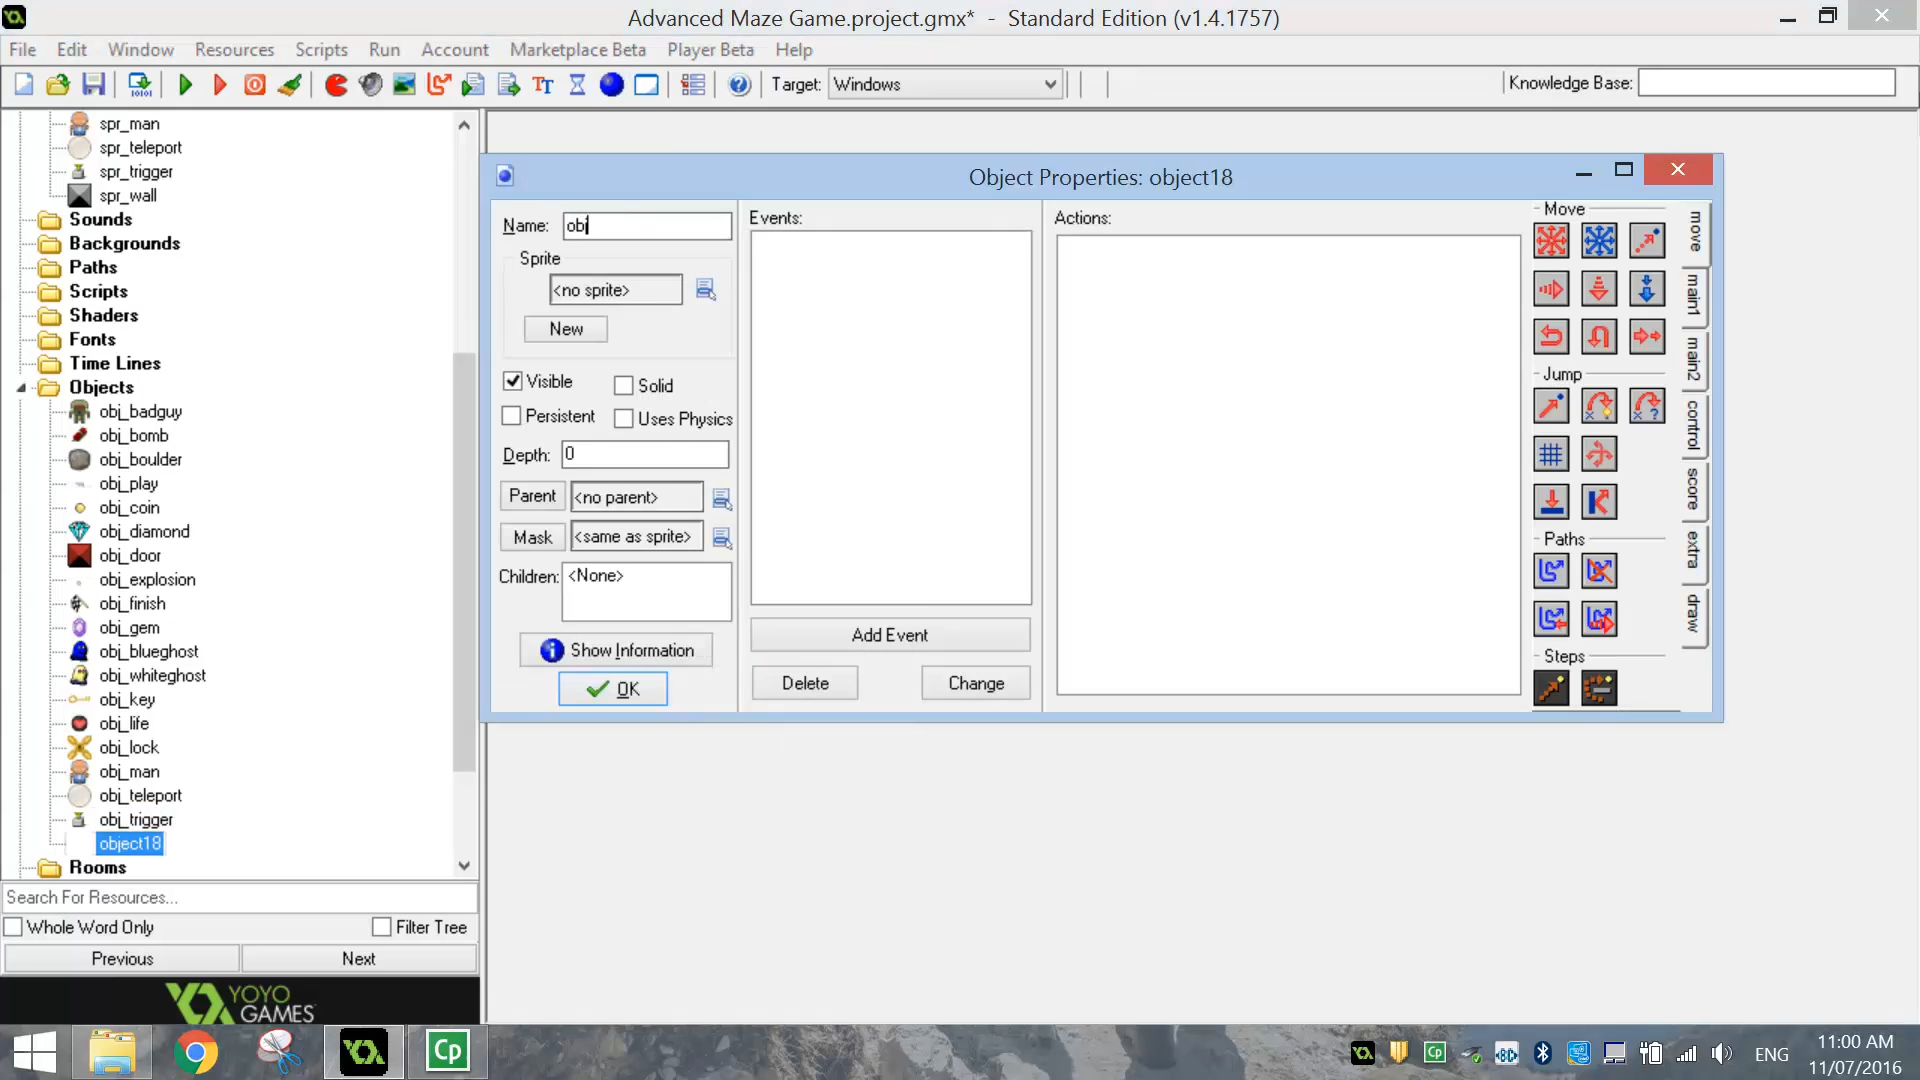 Advanced Maze Game.project.gmx* - Standard Edition (v1.4.1757)
File Edit Window Resources Scripts Run Account Marketplace Beta Player Beta Help
Target: Windows
Knowledge Base:
spr_man
spr_teleport
spr_trigger
spr_wall
Sounds
Backgrounds
Paths
Scripts
Shaders
Fonts
Time Lines
Objects
obj_badguy
obj_bomb
obj_boulder
obj_play
obj_coin
obj_diamond
obj_door
obj_explosion
obj_finish
obj_gem
obj_blueghost
obj_whiteghost
obj_key
obj_life
obj_lock
obj_man
obj_teleport
obj_trigger
object18
Rooms
Search For Resources...
Whole Word Only
Filter Tree
Previous
Next
YOYO
GAMES
Object Properties: object18
Name: obj
Sprite
<no sprite>
New
Visible
Solid
Persistent
Uses Physics
Depth: 0
Parent <no parent>
Mask <same as sprite>
Children: <None>
Show Information
OK
Events:
Add Event
Delete
Change
Actions:
Move
Jump
Paths
Steps
move
main1
main2
control
score
extra
draw
Cp
Cp
ENG
11:00 AM
11/07/2016